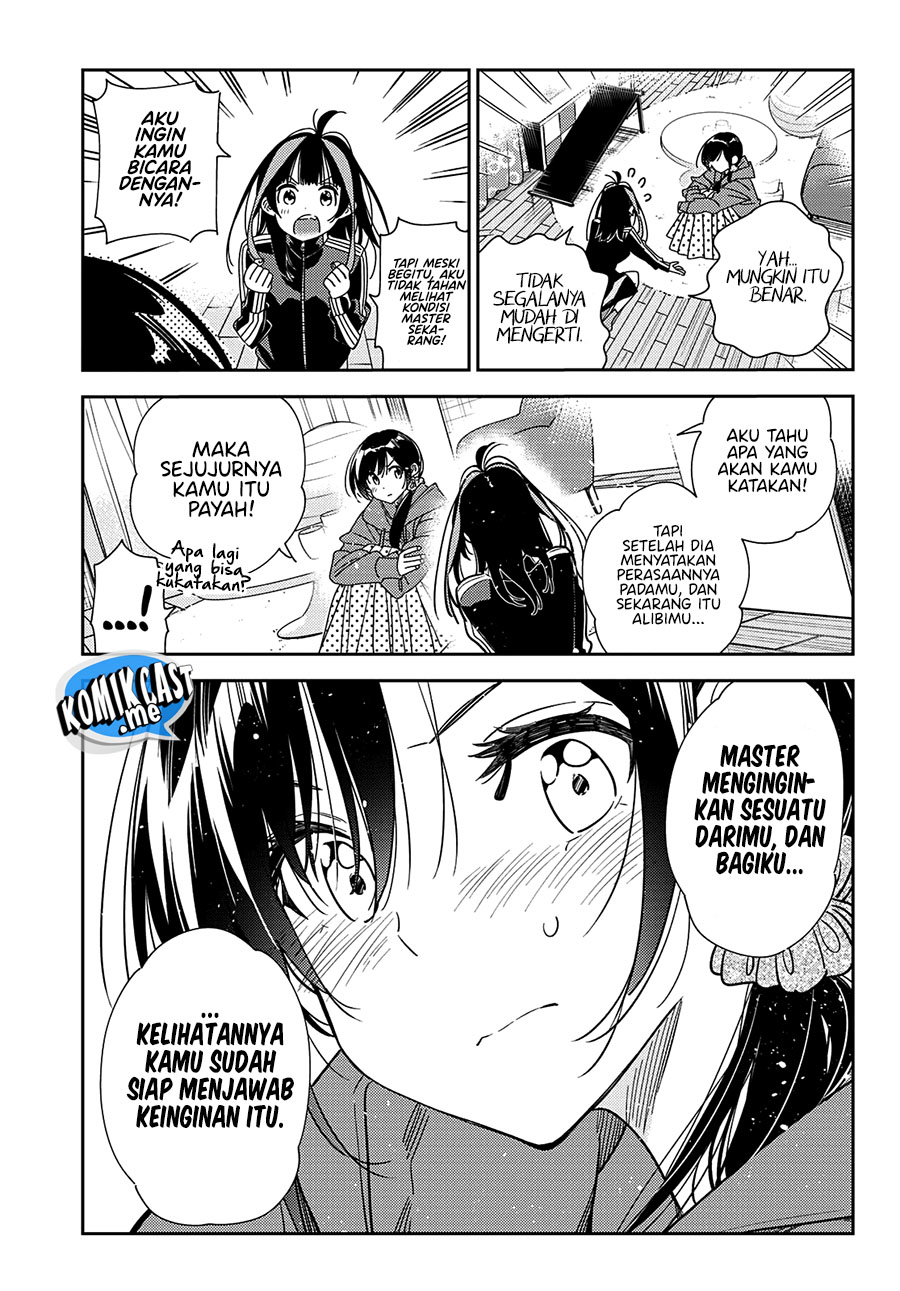 YAH...
MUNGKIN ITU
BENAR.
TIDAK
SEGALANYA
MUDAH DI
MENGERTI.
TAPI MESKI
BEGITU, AKU
TIDAK TAHAN
MELIHAT
KONDISI
MASTER
SEKA-
RANG!
AKU
INGIN
KAMU
BICARA
DENGAN-
NYA!
AKU TAHU
APA YANG
AKAN KAMU
KATAKAN!
TAPI
SETELAH DIA
MENYATAKAN
PERASAANNYA
PADAMU, DAN
SEKARANG ITU
ALIBIMU...
MAKA
SEJUJURNYA
KAMU ITU
PAYAH!
Apa lagi
yang bisa
kukatakan?
....!
KOMIKCAST
.me
MASTER
MENGINGIN-
KAN SESUATU
DARIMU, DAN
BAGIKU...
...
KELIHATANNYA
KAMU SUDAH
SIAP MENJAWAB
KEINGINAN ITU.